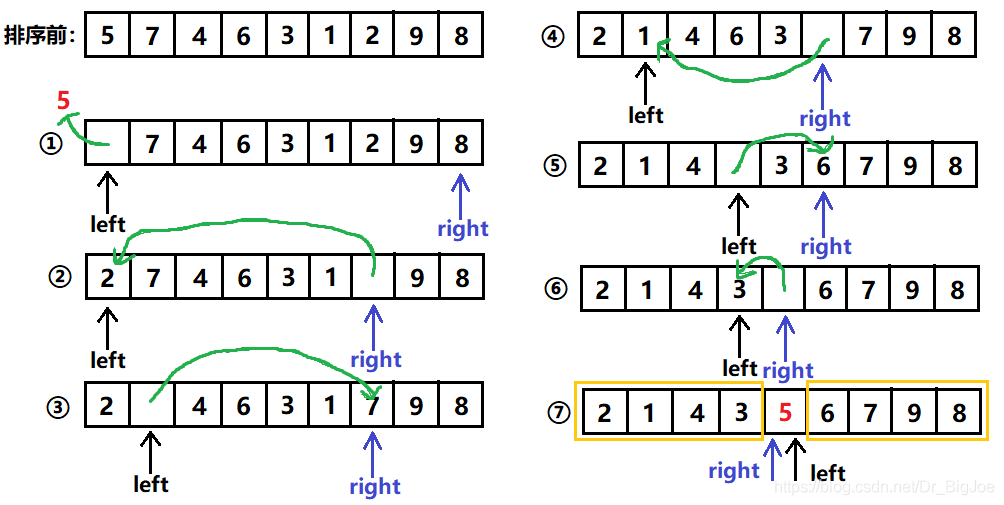 排序前: 5 7 4 6 3 1 2 9 8
5
① 7 4 6 3 1 2 9 8
left right
② 2 7 4 6 3 1 9 8
left right
③ 2 4 6 3 1 7 9 8
left right
④ 2 1 4 6 3 7 9 8
left right
⑤ 2 1 4 3 6 7 9 8
left right
⑥ 2 1 4 3 6 7 9 8
left right
⑦ 2 1 4 3 5 6 7 9 8
right left
https://blog.csdn.net/Dr_BigJoe